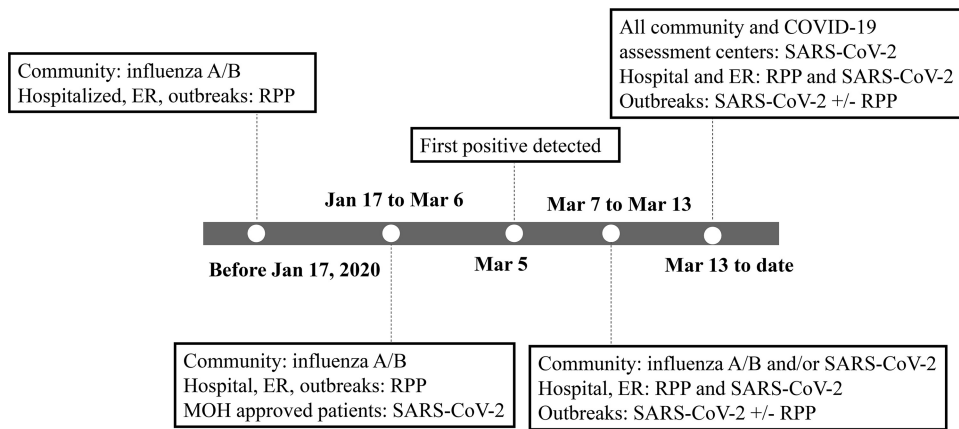 All community and COVID-19
assessment centers: SARS-CoV-2
Hospital and ER: RPP and SARS-CoV-2
Outbreaks: SARS-CoV-2 +/- RPP
Community: influenza A/B
Hospitalized, ER, outbreaks: RPP
First positive detected
Jan 17 to Mar 6
Mar 7 to Mar 13
Before Jan 17, 2020
Mar 5
Mar 13 to date
Community: influenza A/B
Hospital, ER, outbreaks: RPP
MOH approved patients: SARS-CoV-2
Community: influenza A/B and/or SARS-CoV-2
Hospital, ER: RPP and SARS-CoV-2
Outbreaks: SARS-CoV-2 +/- RPP